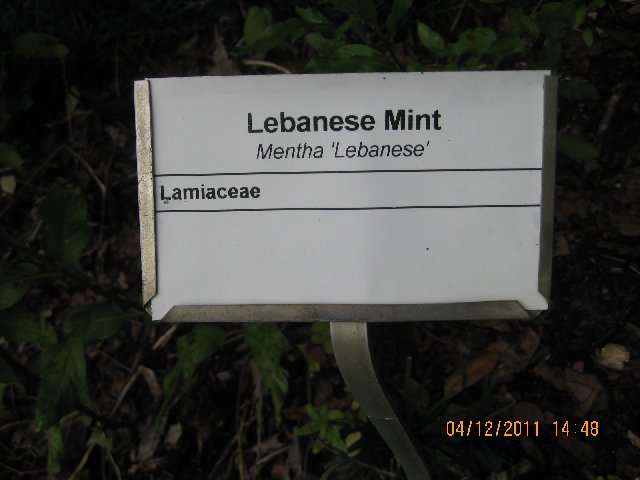 Lebanese Mint
Mentha 'Lebanese'
Lamiaceae
04/12/2011 14:48